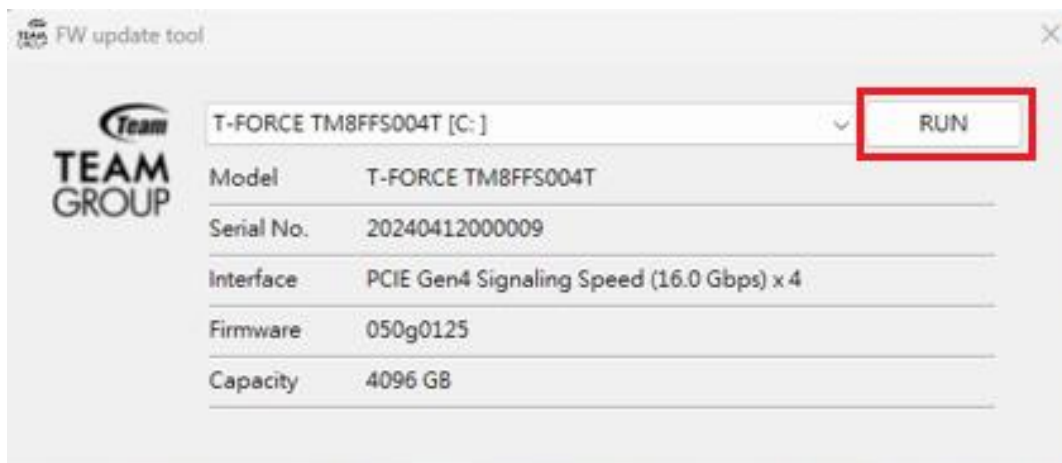 FW update tool
Team
TEAM
GROUP
T-FORCE TM8FFS004T [C: ]
RUN
Model T-FORCE TM8FFS004T
Serial No. 20240412000009
Interface PCIE Gen4 Signaling Speed (16.0 Gbps) x 4
Firmware 050g0125
Capacity 4096 GB